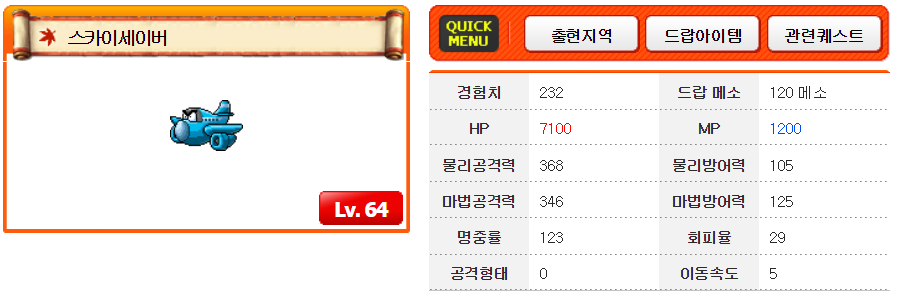 스카이세이버
Lv. 64
QUICK MENU 출현지역 드랍아이템 관련퀘스트
경험치 232 드랍 메소 120 메소
HP 7100 MP 1200
물리공격력 368 물리방어력 105
마법공격력 346 마법방어력 125
명중률 123 회피율 29
공격형태 0 이동속도 5